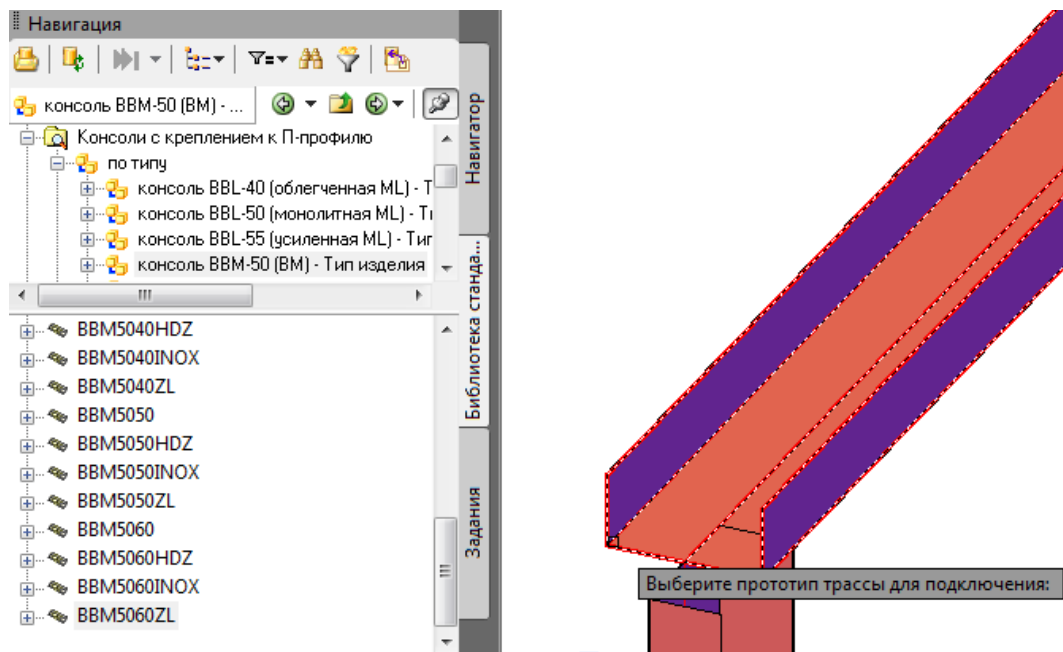 Навигация
консоль BBM-50 (BM) - ...
Консоли с креплением к П-профилю
по типу
консоль BBL-40 (облегченная ML) - Т
консоль BBL-50 (монолитная ML) - Ти
консоль BBL-55 (усиленная ML) - Тип
консоль BBM-50 (BM) - Тип изделия
BBM5040HDZ
BBM5040INOX
BBM5040ZL
BBM5050
BBM5050HDZ
BBM5050INOX
BBM5050ZL
BBM5060
BBM5060HDZ
BBM5060INOX
BBM5060ZL
Навигатор
Библиотека станда...
Задания
Выберите прототип трассы для подключения: